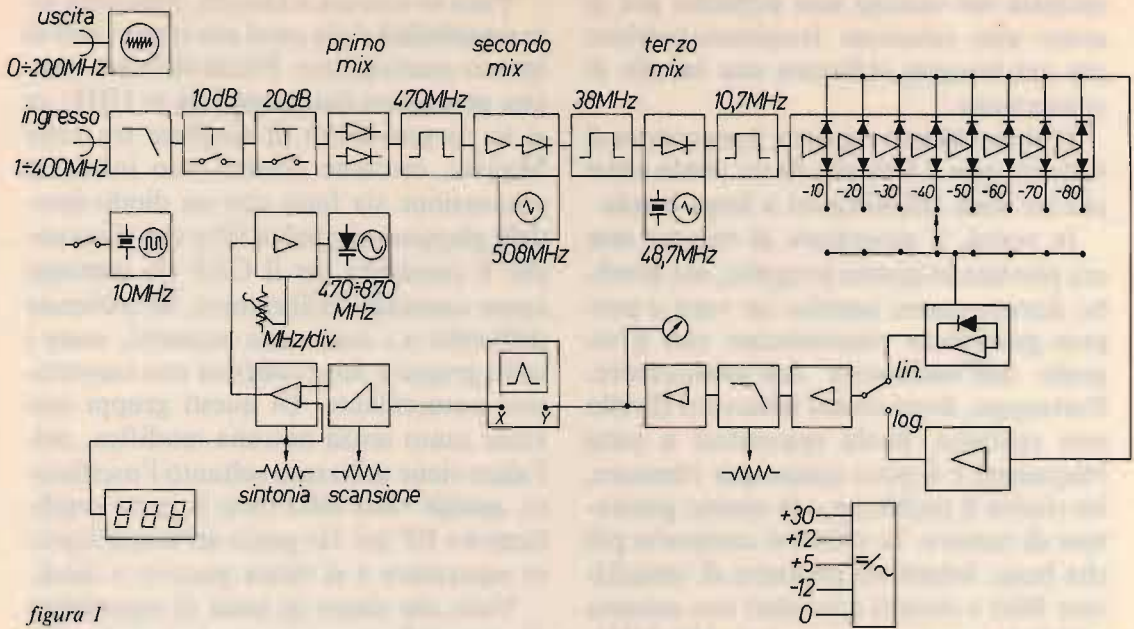 uscita
0÷200MHz
ingresso
1÷400MHz
10dB
20dB
primo
mix
470MHz
secondo
mix
38MHz
terzo
mix
10,7MHz
-10
-20
-30
-40
-50
-60
-70
-80
10MHz
470÷870
MHz
508MHz
48,7MHz
MHz/div.
X
Y
lin.
log.
sintonia
scansione
888
+30
+12
+5
-12
0
=/~
figura 1